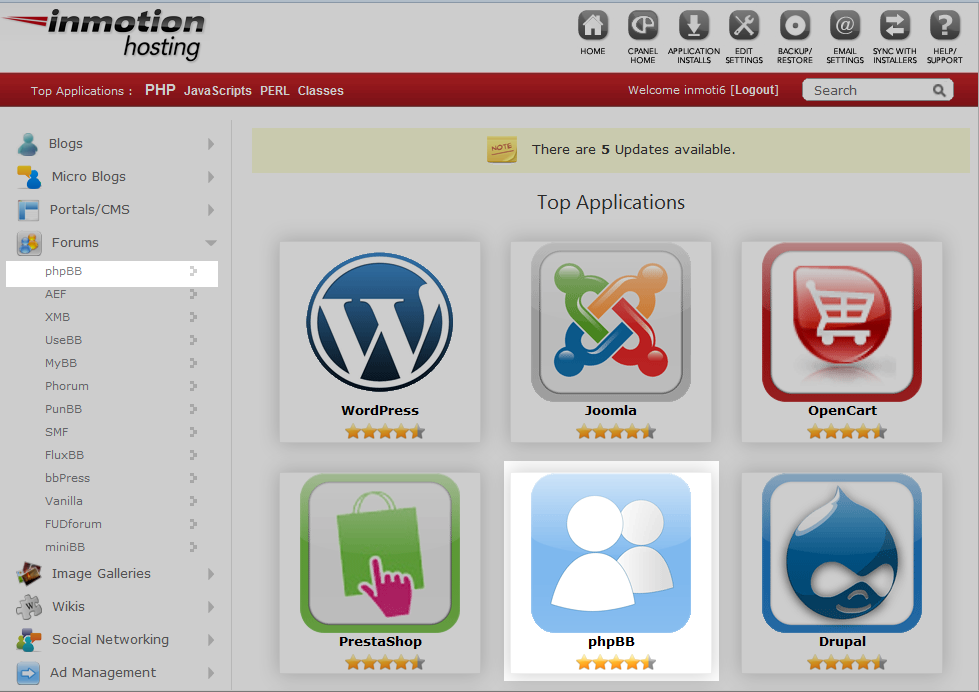 inmotion
hosting
HOME
CPANEL
HOME
APPLICATION
INSTALLS
EDIT
SETTINGS
BACKUP/
RESTORE
EMAIL
SETTINGS
SYNC WITH
INSTALLERS
HELP/
SUPPORT
Top Applications : PHP JavaScripts PERL Classes
Welcome inmoti6 [Logout]
Search
Blogs
Micro Blogs
Portals/CMS
Forums
phpBB
AEF
XMB
UseBB
MyBB
Phorum
PunBB
SMF
FluxBB
bbPress
Vanilla
FUDforum
miniBB
Image Galleries
Wikis
Social Networking
Ad Management
NOTE
There are 5 Updates available.
Top Applications
WordPress
Joomla
OpenCart
PrestaShop
phpBB
Drupal